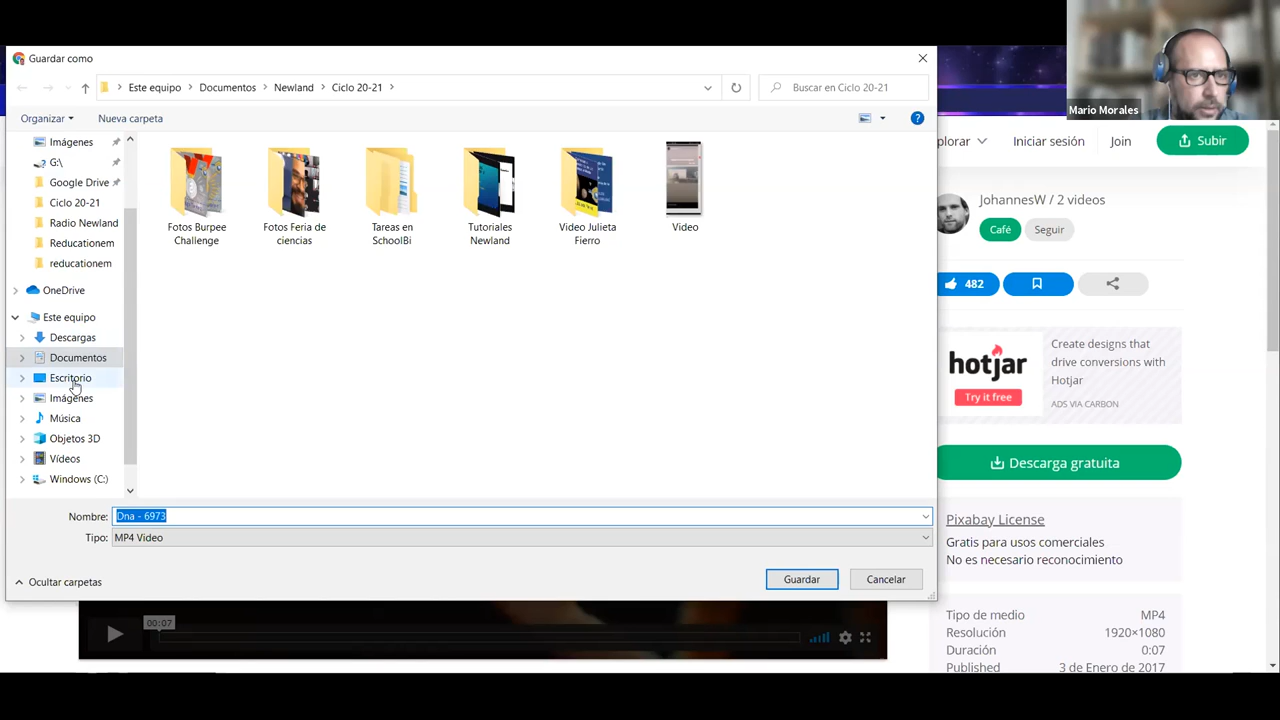 Guardar como
Este equipo
Documentos
Newland
Ciclo 20-21
Buscar en Ciclo 20-21
Organizar
Nueva carpeta
Imágenes
G:\
Google Drive
Ciclo 20-21
Radio Newland
Reducationem
reducationem
OneDrive
Este equipo
Descargas
Documentos
Escritorio
Imágenes
Música
Objetos 3D
Vídeos
Windows (C:)
Fotos Burpee
Challenge
Fotos Feria de
ciencias
Tareas en
SchoolBi
Tutoriales
Newland
Video Julieta
Fierro
Video
Nombre:
Dna - 6973
Tipo:
MP4 Video
Ocultar carpetas
Guardar
Cancelar
00:07
Mario Morales
plorar
Iniciar sesión
Join
Subir
JohannesW / 2 videos
Café
Seguir
482
hotjar
Try it free
Create designs that
drive conversions with
Hotjar
ADS VIA CARBON
Descarga gratuita
Pixabay License
Gratis para usos comerciales
No es necesario reconocimiento
Tipo de medio MP4
Resolución 1920×1080
Duración 0:07
Published 3 de Enero de 2017